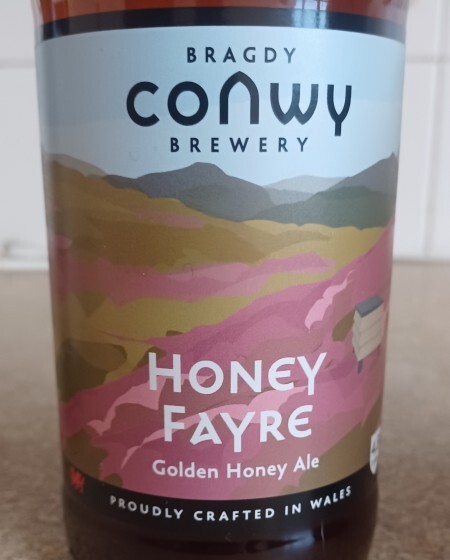 BRAGDY
CONWY
BREWERY
HONEY
FAYRE
Golden Honey Ale
PROUDLY CRAFTED IN WALES